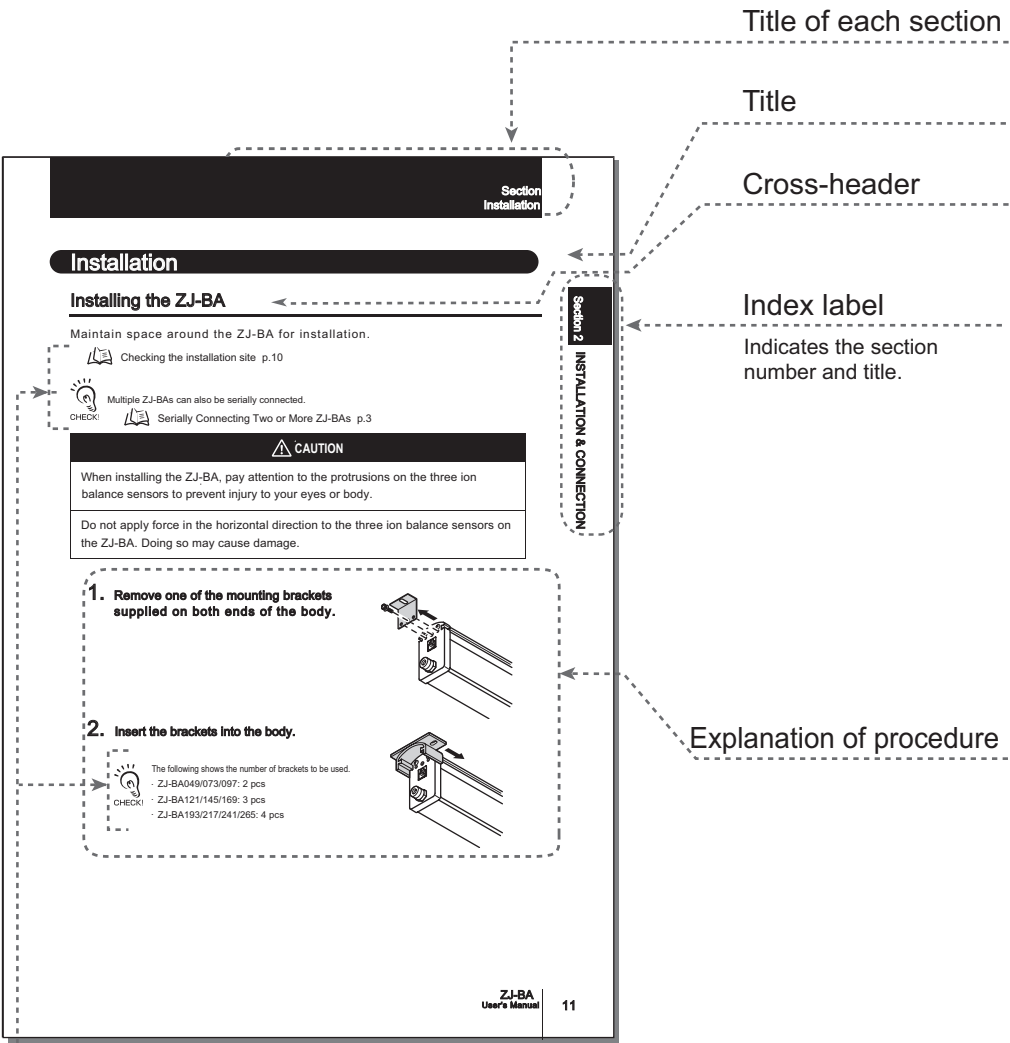 Title of each section
Title
Cross-header
Index label
Indicates the section
number and title.
Explanation of procedure
Section
Installation
Installation
Installing the ZJ-BA
Maintain space around the ZJ-BA for installation.
Checking the installation site p.10
CHECK!
Multiple ZJ-BAs can also be serially connected.
Serially Connecting Two or More ZJ-BAs p.3
CAUTION
When installing the ZJ-BA, pay attention to the protrusions on the three ion
balance sensors to prevent injury to your eyes or body.
Do not apply force in the horizontal direction to the three ion balance sensors on
the ZJ-BA. Doing so may cause damage.
1. Remove one of the mounting brackets
supplied on both ends of the body.
2. Insert the brackets into the body.
CHECK!
The following shows the number of brackets to be used.
· ZJ-BA049/073/097: 2 pcs
· ZJ-BA121/145/169: 3 pcs
· ZJ-BA193/217/241/265: 4 pcs
Section 2 INSTALLATION & CONNECTION
ZJ-BA
User's Manual
11